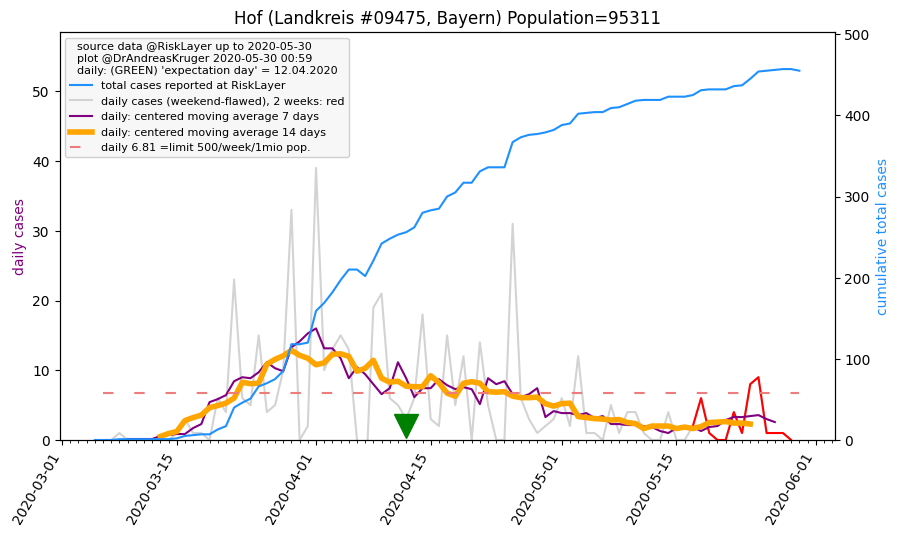 Hof (Landkreis #09475, Bayern) Population=95311
source data @RiskLayer up to 2020-05-30
plot @DrAndreasKruger 2020-05-30 00:59
daily: (GREEN) 'expectation day' = 12.04.2020
total cases reported at RiskLayer
daily cases (weekend-flawed), 2 weeks: red
daily: centered moving average 7 days
daily: centered moving average 14 days
daily 6.81 =limit 500/week/1mio pop.
daily cases
50
40
30
20
10
0
cumulative total cases
500
400
300
200
100
0
2020-03-01
2020-03-15
2020-04-01
2020-04-15
2020-05-01
2020-05-15
2020-06-01